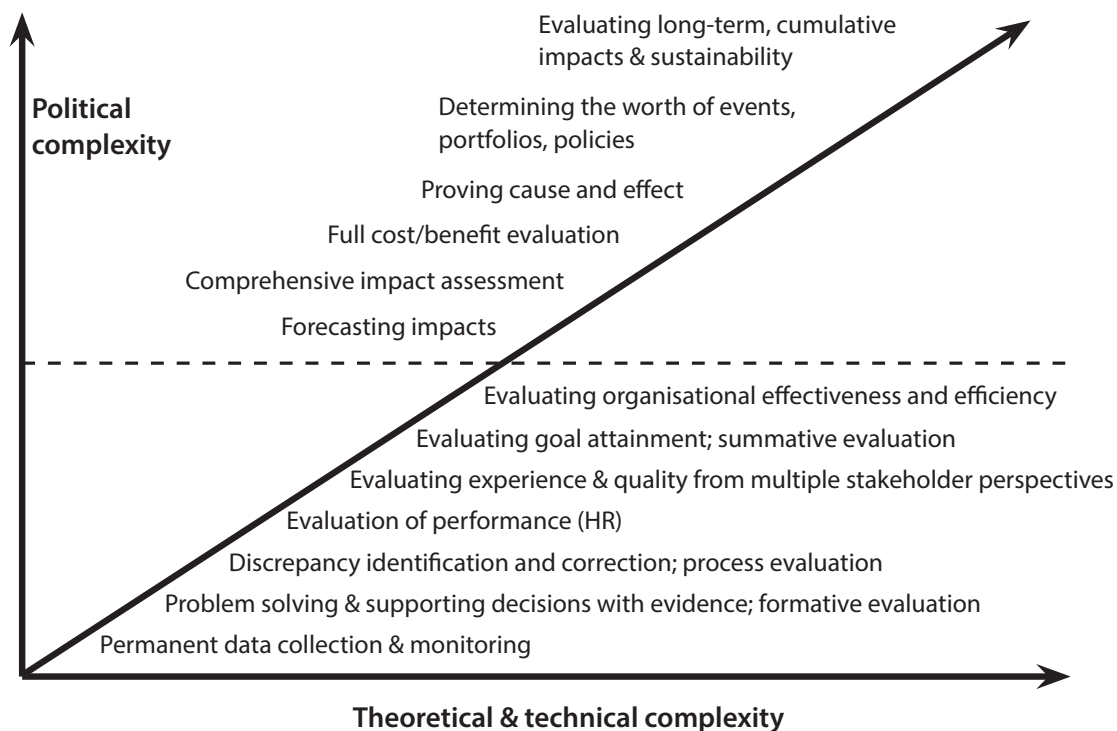 Evaluating long-term, cumulative
impacts & sustainability
Political
complexity
Determining the worth of events,
portfolios, policies
Proving cause and effect
Full cost/benefit evaluation
Comprehensive impact assessment
Forecasting impacts
Evaluating organisational effectiveness and efficiency
Evaluating goal attainment; summative evaluation
Evaluating experience & quality from multiple stakeholder perspectives
Evaluation of performance (HR)
Discrepancy identification and correction; process evaluation
Problem solving & supporting decisions with evidence; formative evaluation
Permanent data collection & monitoring
Theoretical & technical complexity